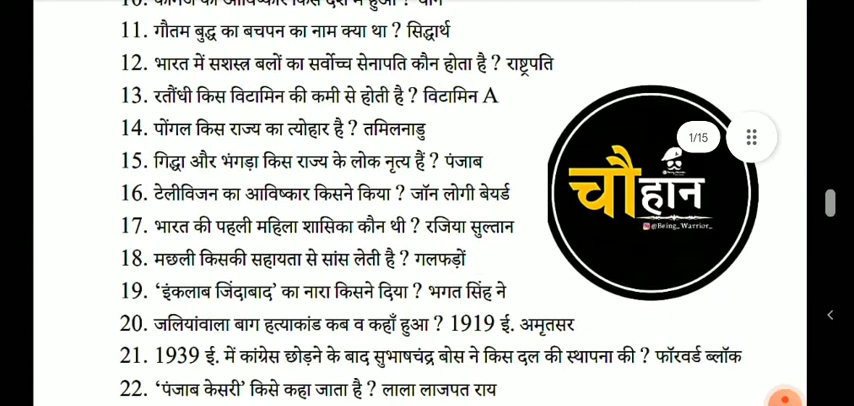 10. कागज का आविष्कार किस देश में हुआ ? चीन
11. गौतम बुद्ध का बचपन का नाम क्या था ? सिद्धार्थ
12. भारत में सशस्त्र बलों का सर्वोच्च सेनापति कौन होता है ? राष्ट्रपति
13. रतौंधी किस विटामिन की कमी से होती है ? विटामिन A
14. पोंगल किस राज्य का त्योहार है ? तमिलनाडु
1/15
15. गिद्धा और भंगड़ा किस राज्य के लोक नृत्य हैं ? पंजाब
16. टेलीविजन का आविष्कार किसने किया ? जॉन लोगी बेयर्ड
चौहान
17. भारत की पहली महिला शासिका कौन थी ? रजिया सुल्तान
@Being_Warrior_
18. मछली किसकी सहायता से सांस लेती है ? गलफड़ों
19. ‘इंकलाब जिंदाबाद’ का नारा किसने दिया ? भगत सिंह ने
20. जलियांवाला बाग हत्याकांड कब व कहाँ हुआ ? 1919 ई. अमृतसर
21. 1939 ई. में कांग्रेस छोड़ने के बाद सुभाषचंद्र बोस ने किस दल की स्थापना की ? फॉरवर्ड ब्लॉक
22. ‘पंजाब केसरी’ किसे कहा जाता है ? लाला लाजपत राय